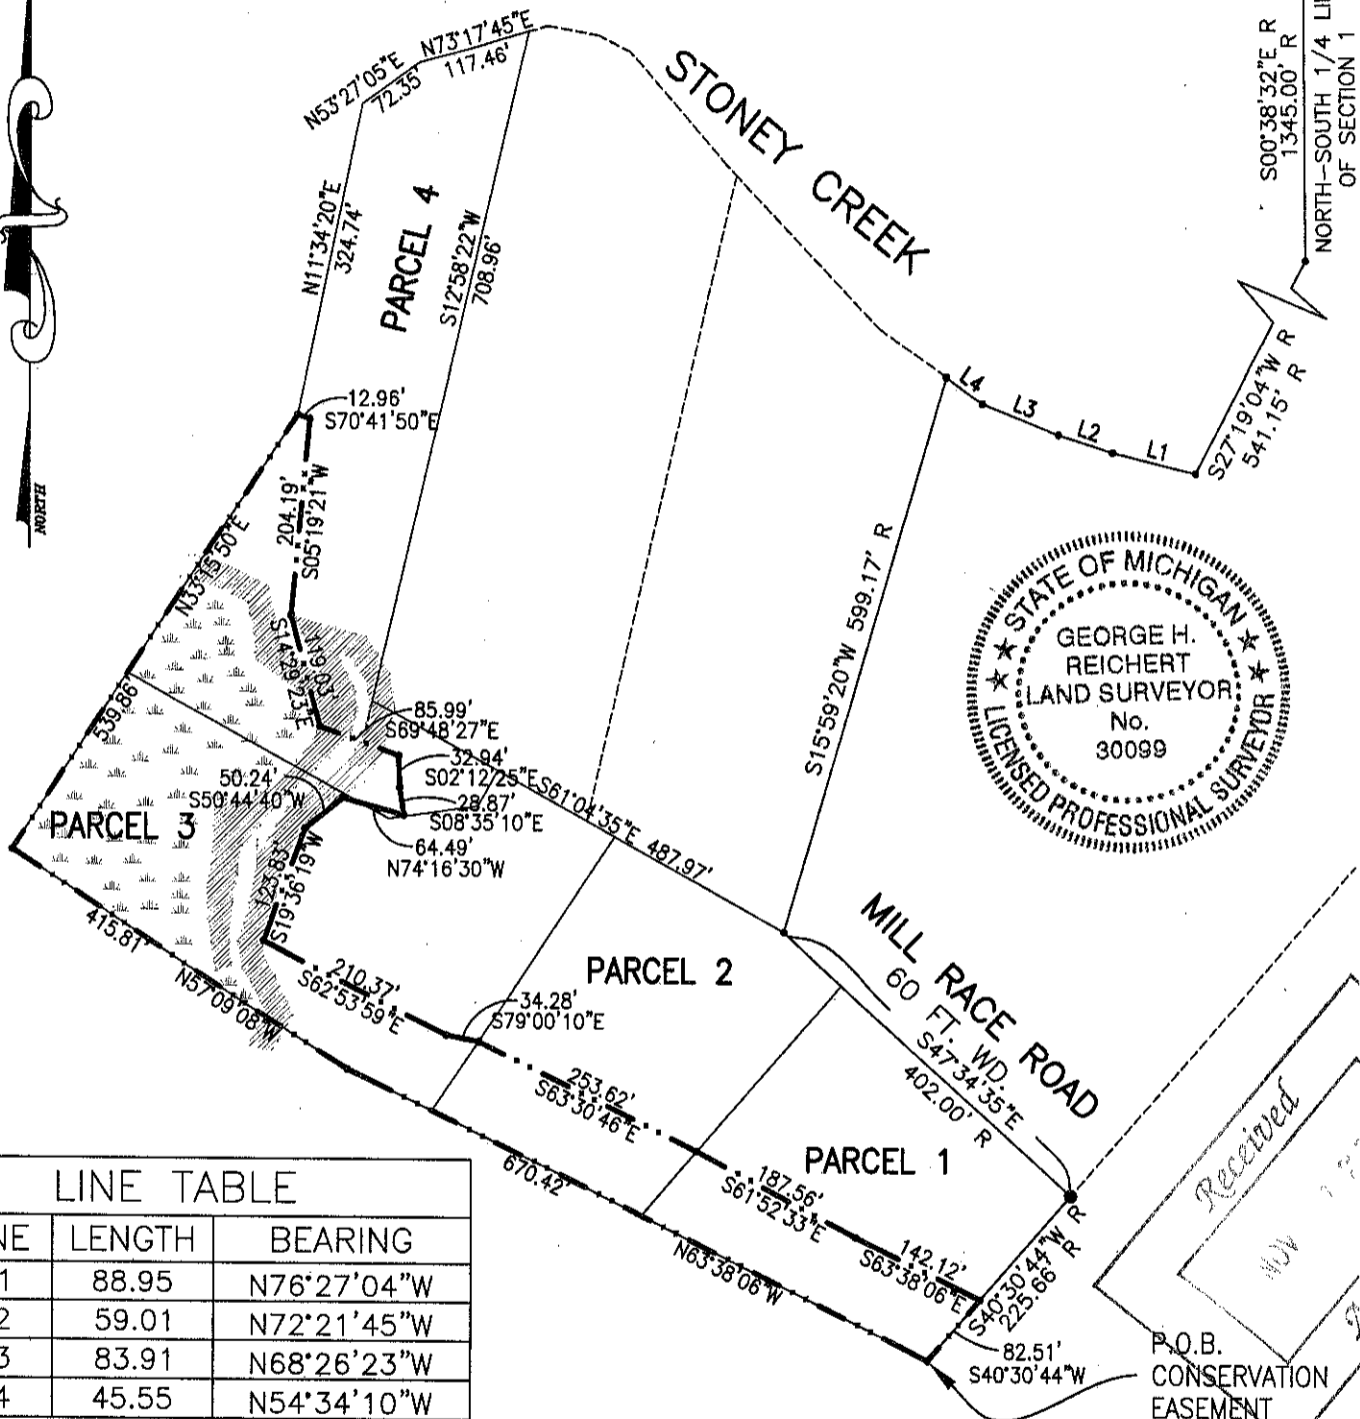 N53°27'05"E
72.35'
N73°17'45"E
117.46'
STONEY CREEK
S00°38'32"E R
1345.00' R
NORTH-SOUTH 1/4
OF SECTION 1
NORTH
N11°34'20"E
324.74'
PARCEL 4
S12°58'22"W
708.96'
12.96'
S70°41'50"E
L4
L3
L2
L1
S27°19'04"W R
541.15' R
204.19'
S05°19'21"W
N33°15'50"E
539.86'
S14°29'23"E
119.03'
S15°59'20"W 599.17' R
STATE OF MICHIGAN
GEORGE H.
REICHERT
LAND SURVEYOR
No.
30099
LICENSED PROFESSIONAL SURVEYOR
85.99'
S69°48'27"E
32.94'
S02°12'25"E
28.87'
S08°35'10"E
64.49'
N74°16'30"W
50.24'
S50°44'40"W
S61°04'35"E 487.97'
PARCEL 3
123.83'
S19°36'19"W
415.81'
N57°09'08"W
210.37'
S62°53'59"E
34.28'
S79°00'10"E
PARCEL 2
MILL RACE ROAD
60 FT. WD.
S47°34'35"E
402.00' R
253.62'
S63°30'46"E
PARCEL 1
187.56'
S61°52'33"E
142.12'
S63°38'06"E
670.42'
N63°38'06"W
S40°30'44"W R
225.66' R
82.51'
S40°30'44"W
P.O.B.
CONSERVATION
EASEMENT
Received
NOV
LINE TABLE
LENGTH BEARING
1 88.95 N76°27'04"W
2 59.01 N72°21'45"W
3 83.91 N68°26'23"W
4 45.55 N54°34'10"W